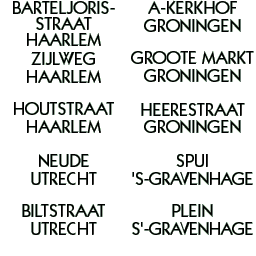 BARTELJORIS-
STRAAT
HAARLEM
ZIJLWEG
HAARLEM
HOUTSTRAAT
HAARLEM
NEUDE
UTRECHT
BILTSTRAAT
UTRECHT
A-KERKHOF
GRONINGEN
GROOTE MARKT
GRONINGEN
HEERESTRAAT
GRONINGEN
SPUI
'S-GRAVENHAGE
PLEIN
S'-GRAVENHAGE